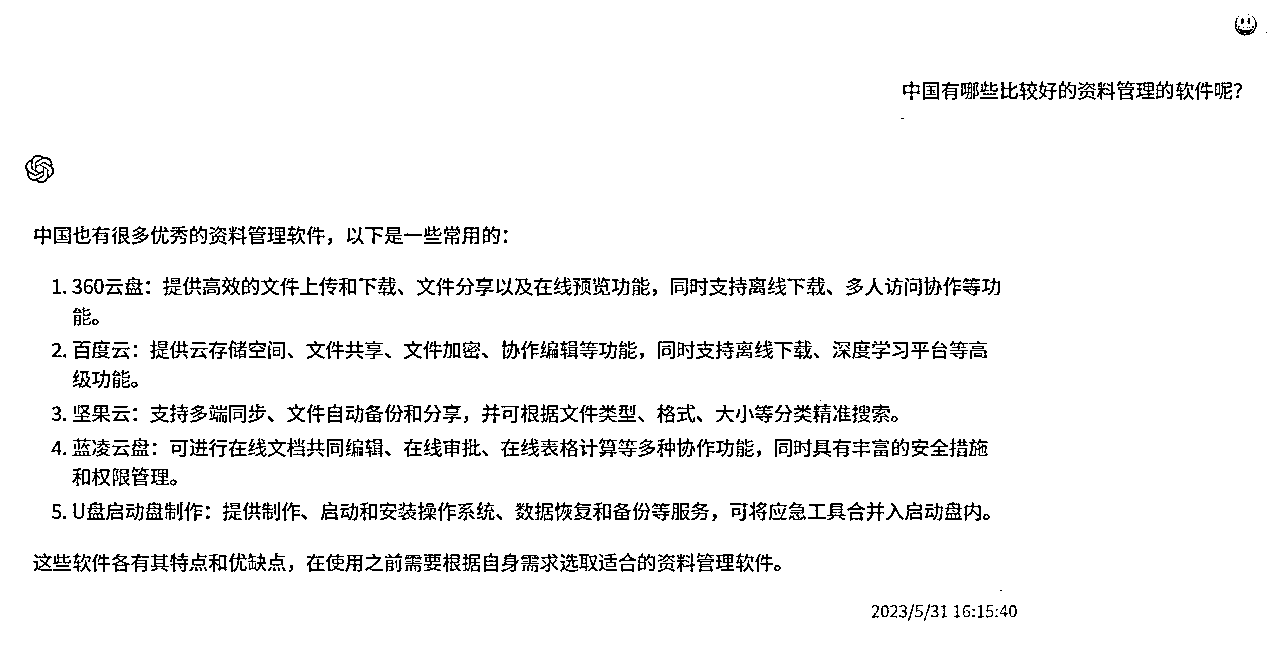 中国有哪些比较好的资料管理的软件呢？
中国也有很多优秀的资料管理软件，以下是一些常用的：
1. 360云盘：提供高效的文件上传和下载、文件分享以及在线预览功能，同时支持离线下载、多人访问协作等功
能。
2. 百度云：提供云存储空间、文件共享、文件加密、协作编辑等功能，同时支持离线下载、深度学习平台等高
级功能。
3. 坚果云：支持多端同步、文件自动备份和分享，并可根据文件类型、格式、大小等分类精准搜索。
4. 蓝凌云盘：可进行在线文档共同编辑、在线审批、在线表格计算等多种协作功能，同时具有丰富的安全措施
和权限管理。
5. U盘启动盘制作：提供制作、启动和安装操作系统、数据恢复和备份等服务，可将应急工具合并入启动盘内。
这些软件各有其特点和优缺点，在使用之前需要根据自身需求选取适合的资料管理软件。
2023/5/31 16:15:40